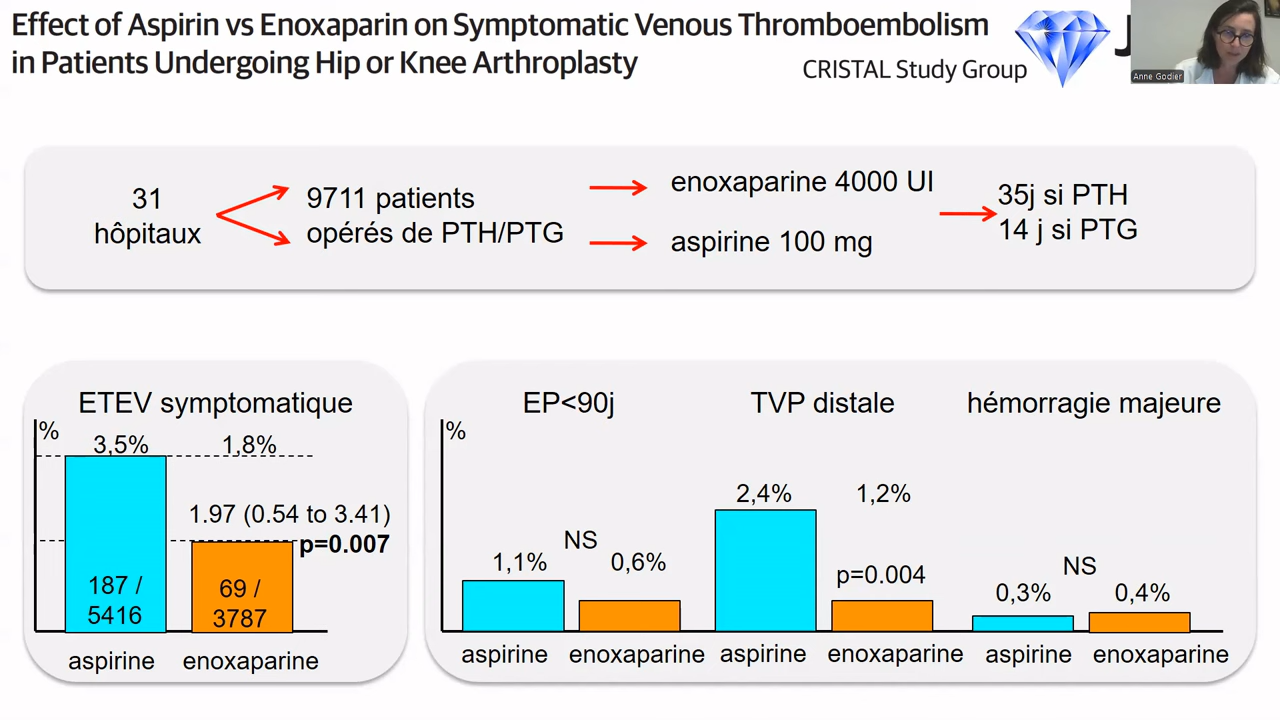 Effect of Aspirin vs Enoxaparin on Symptomatic Venous Thromboembolism
in Patients Undergoing Hip or Knee Arthroplasty
CRISTAL Study Group
J
Anne Godier
31
hôpitaux
9711 patients
opérés de PTH/PTG
enoxaparine 4000 UI
aspirine 100 mg
35j si PTH
14 j si PTG
ETEV symptomatique
%
3,5%
1,8%
1.97 (0.54 to 3.41)
p=0.007
187 /
5416
69 /
3787
aspirine
enoxaparine
EP<90j
TVP distale
hémorragie majeure
%
1,1%
NS
0,6%
2,4%
1,2%
p=0.004
0,3%
NS
0,4%
aspirine
enoxaparine
aspirine
enoxaparine
aspirine
enoxaparine